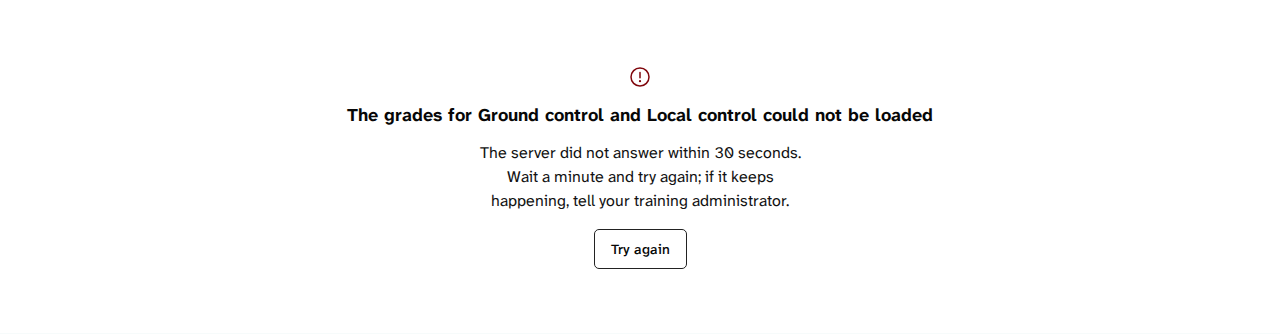 The grades for Ground control and Local control could not be loaded
The server did not answer within 30 seconds.
Wait a minute and try again; if it keeps
happening, tell your training administrator.
Try again